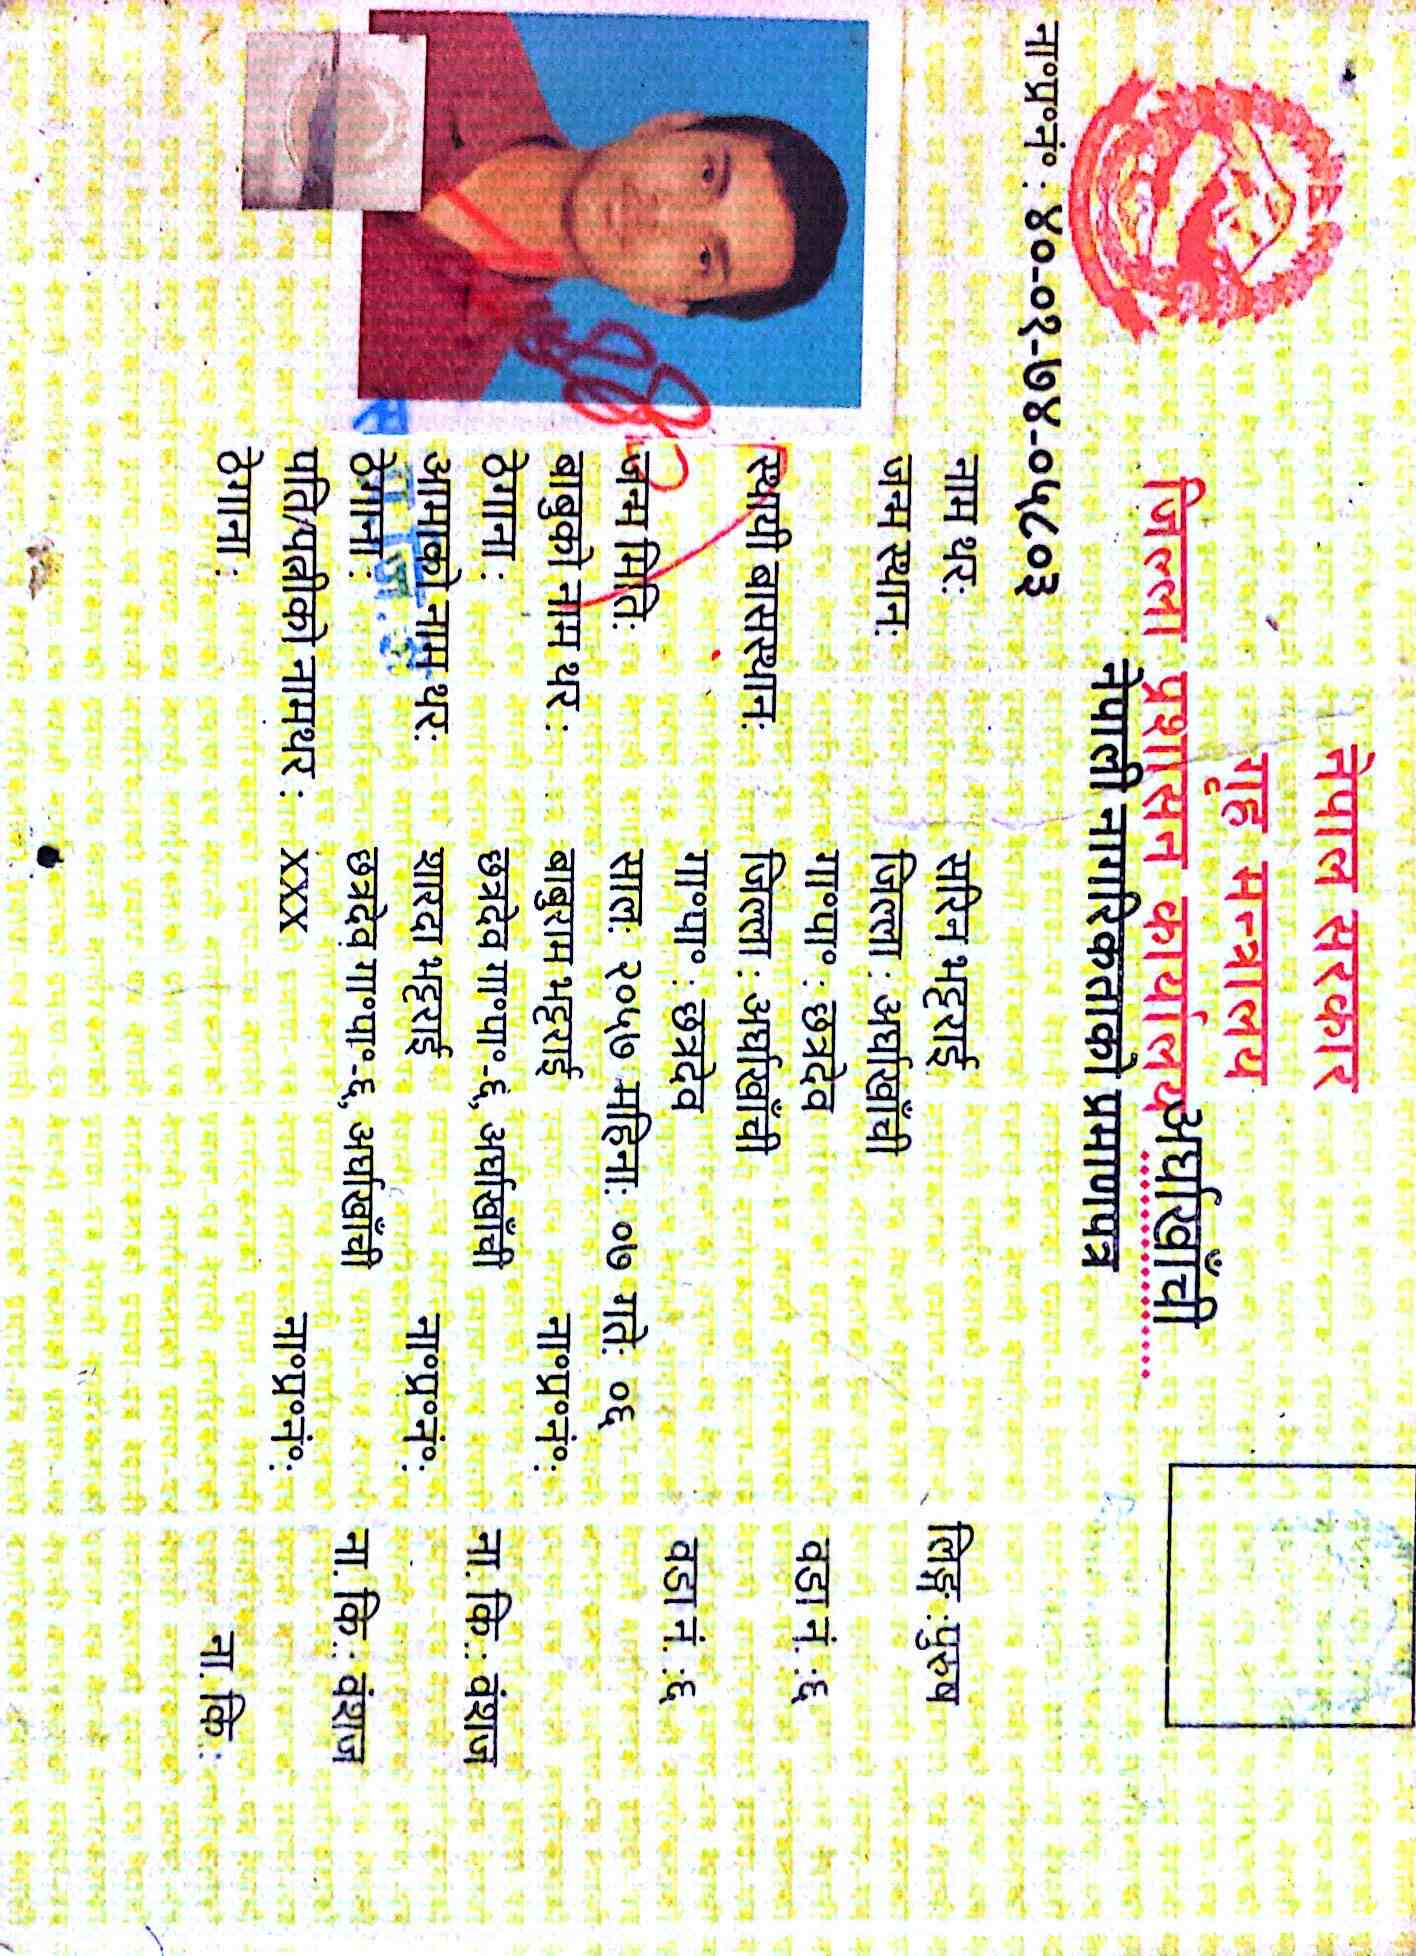 नेपाल सरकार
गृह मन्त्रालय
जिल्ला प्रशासन कार्यालय अर्घाखाँची
नेपाली नागरिकताको प्रमाणपत्र
ना°प्र°नं° : ४०-०२-७४-०५८०३
नाम थर: सरिन भट्टराई लिङ्ग :पुरुष
जन्म स्थान: जिल्ला : अर्घाखाँची
गा°पा° : छत्रदेव वडा नं. :६
स्थायी बासस्थान: जिल्ला : अर्घाखाँची
गा°पा° : छत्रदेव वडा नं. :६
जन्म मिति: साल: २०५७ महिना: ०७ गते: ०६
बाबुको नाम थर : बाबुराम भट्टराई ना°प्र°नं°:
ठेगाना : छत्रदेव गा°पा°-६, अर्घाखाँची ना. कि.: वंशज
आमाको नाम थर: शारदा भट्टराई ना°प्र°नं°:
ठेगाना : छत्रदेव गा°पा°-६, अर्घाखाँची ना. कि.: वंशज
पति/पत्नीको नामथर : XXX ना°प्र°नं°:
ठेगाना: ना. कि.: